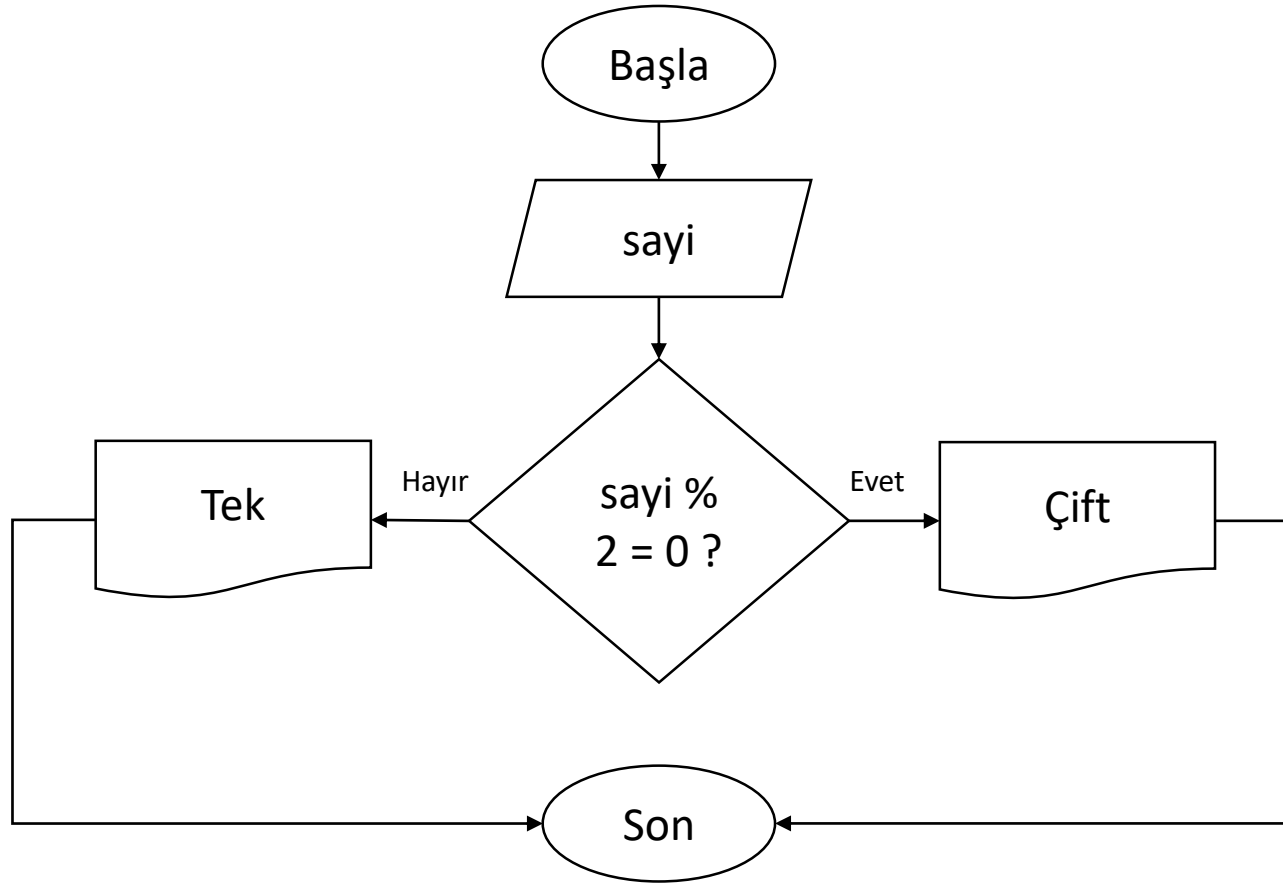 Başla
sayi
Hayır
Evet
Tek
sayi %
2 = 0 ?
Çift
Son